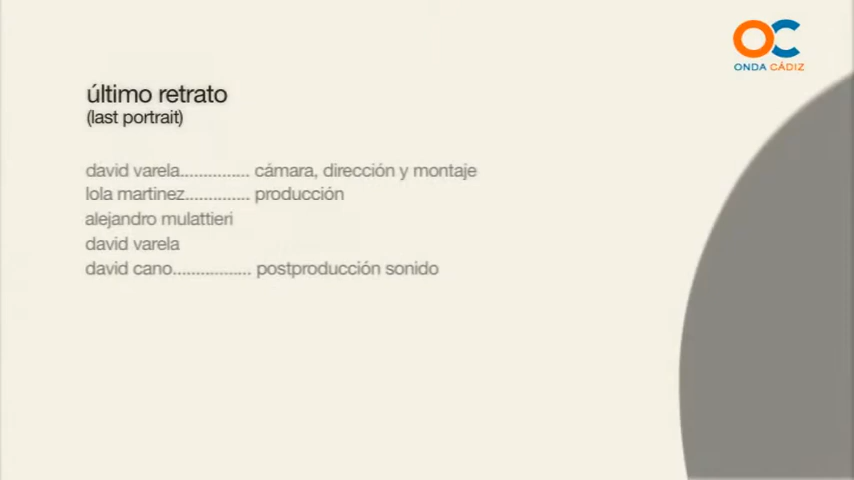 OC
ONDA CÁDIZ
último retrato
(last portrait)
david varela............... cámara, dirección y montaje
lola martinez.............. producción
alejandro mulattieri
david varela
david cano................. postproducción sonido